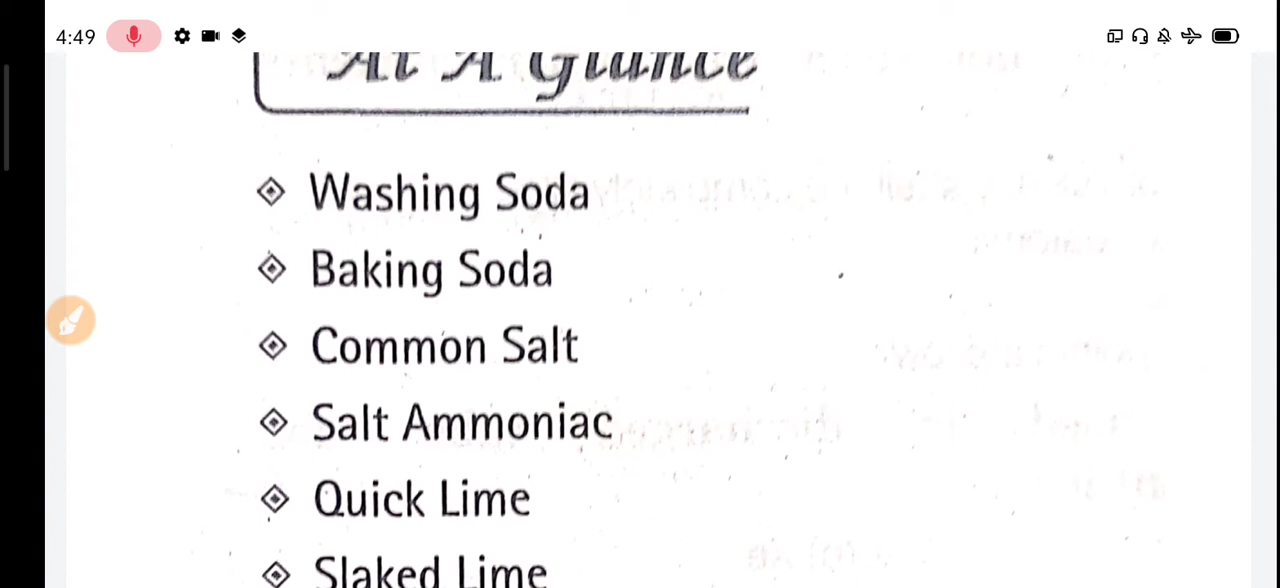 4:49
At A Glance
Washing Soda
Baking Soda
Common Salt
Salt Ammoniac
Quick Lime
Slaked Lime